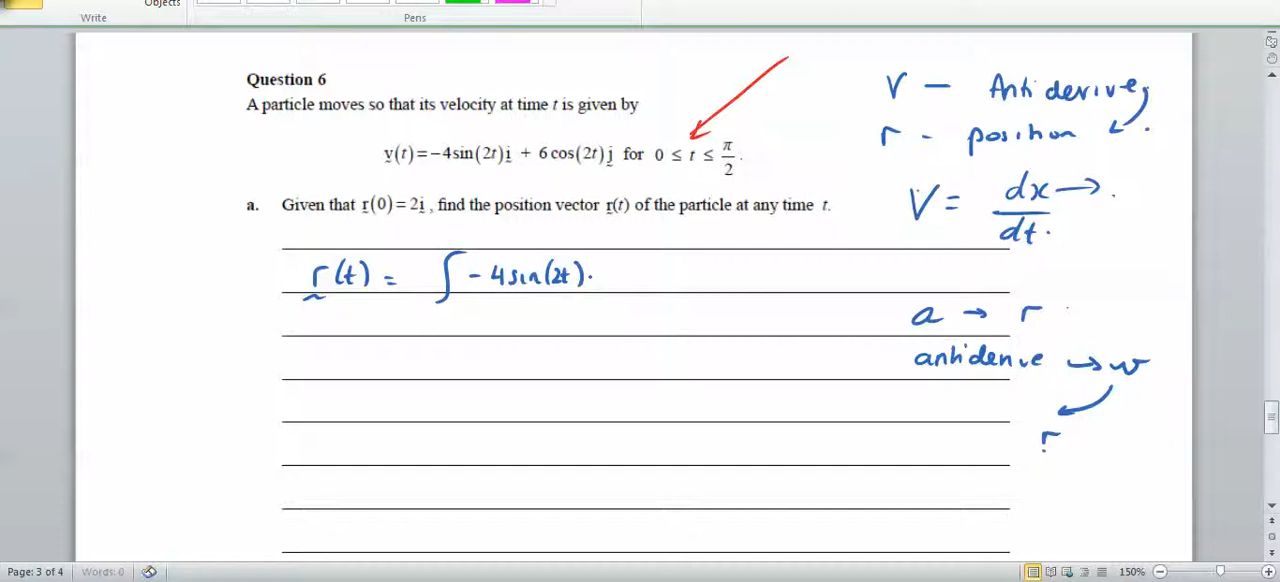 Objects
Write
Pens
Question 6
A particle moves so that its velocity at time t is given by
v(t)=−4sin(2t)i + 6cos(2t)j for 0 ≤ t ≤ π/2.
a. Given that r(0)=2i, find the position vector r(t) of the particle at any time t.
r(t) = ∫ -4sin(2t).
V — Antiderive,
r - position
V = dx/dt.
a → r
antiderive → v
r
Page: 3 of 4
Words: 0
150%